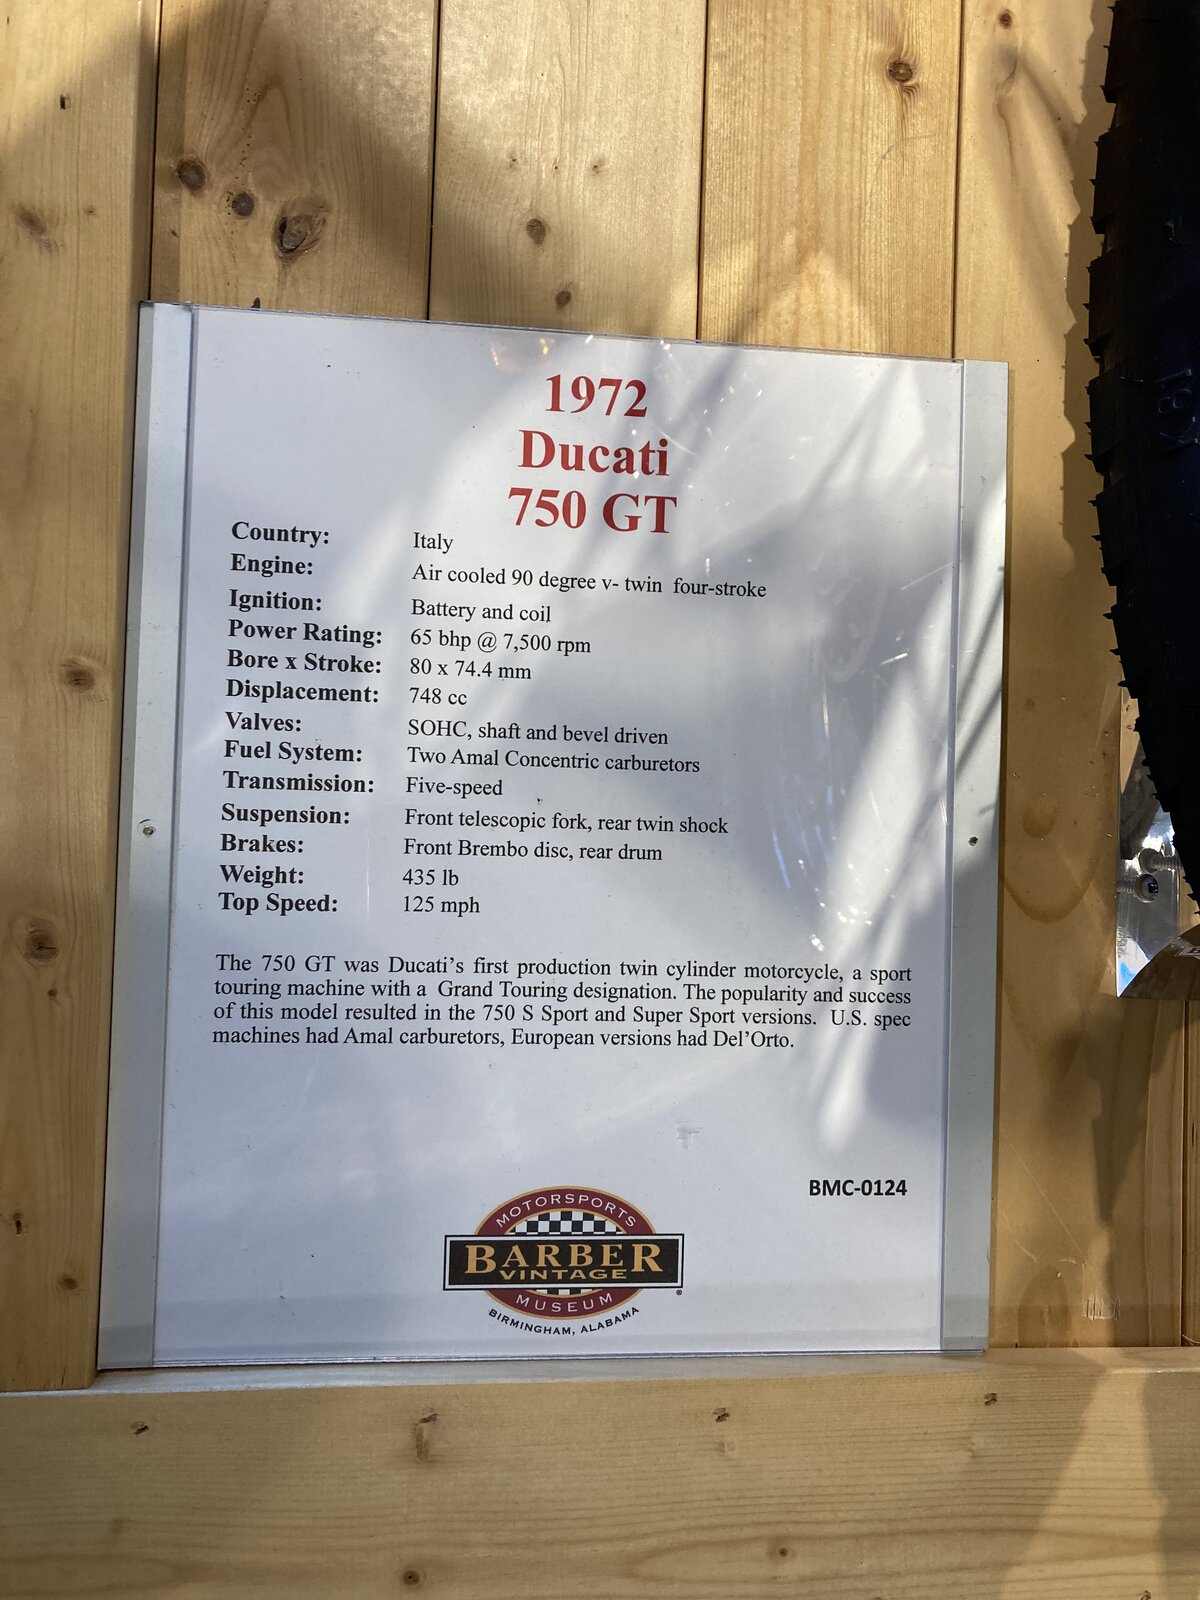 1972
Ducati
750 GT
Country: Italy
Engine: Air cooled 90 degree v- twin four-stroke
Ignition: Battery and coil
Power Rating: 65 bhp @ 7,500 rpm
Bore x Stroke: 80 x 74.4 mm
Displacement: 748 cc
Valves: SOHC, shaft and bevel driven
Fuel System: Two Amal Concentric carburetors
Transmission: Five-speed
Suspension: Front telescopic fork, rear twin shock
Brakes: Front Brembo disc, rear drum
Weight: 435 lb
Top Speed: 125 mph
The 750 GT was Ducati's first production twin cylinder motorcycle, a sport
touring machine with a Grand Touring designation. The popularity and success
of this model resulted in the 750 S Sport and Super Sport versions. U.S. spec
machines had Amal carburetors, European versions had Del'Orto.
BMC-0124
MOTORSPORTS
BARBER
VINTAGE
MUSEUM
®
BIRMINGHAM, ALABAMA